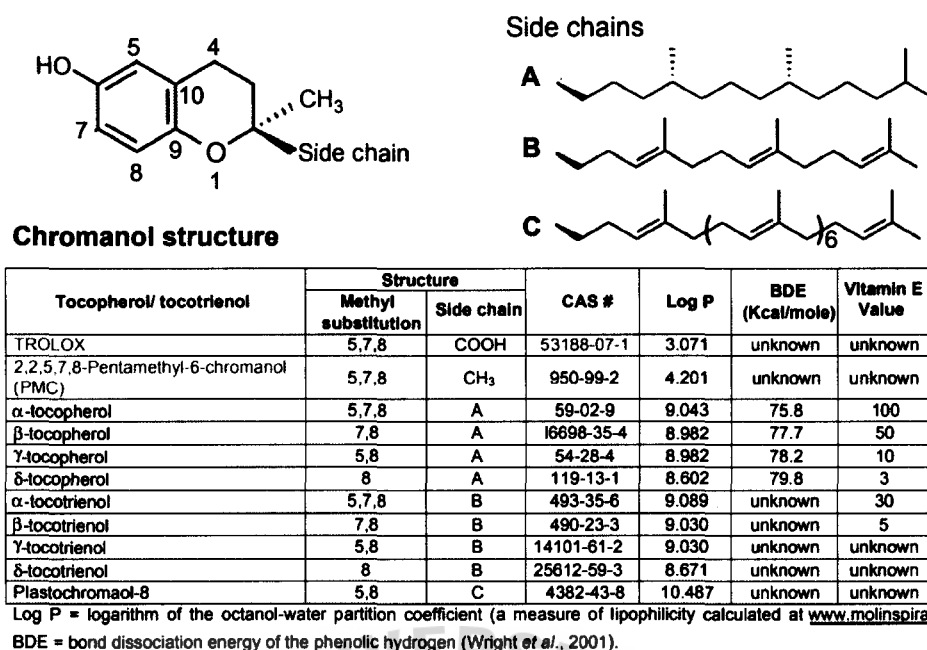 Side chains
HO
5
4
10
CH₃
7
8
9
O
1
Side chain
A
B
C
6
Chromanol structure
Tocopherol/ tocotrienol Structure CAS # Log P BDE (Kcal/mole) Vitamin E Value
Methyl substitution Side chain
TROLOX 5,7,8 COOH 53188-07-1 3.071 unknown unknown
2,2,5,7,8-Pentamethyl-6-chromanol (PMC) 5,7,8 CH₃ 950-99-2 4.201 unknown unknown
α-tocopherol 5,7,8 A 59-02-9 9.043 75.8 100
β-tocopherol 7,8 A I6698-35-4 8.982 77.7 50
γ-tocopherol 5,8 A 54-28-4 8.982 78.2 10
δ-tocopherol 8 A 119-13-1 8.602 79.8 3
α-tocotrienol 5,7,8 B 493-35-6 9.089 unknown 30
β-tocotrienol 7,8 B 490-23-3 9.030 unknown 5
γ-tocotrienol 5,8 B 14101-61-2 9.030 unknown unknown
δ-tocotrienol 8 B 25612-59-3 8.671 unknown unknown
Plastochromaol-8 5,8 C 4382-43-8 10.487 unknown unknown
Log P = logarithm of the octanol-water partition coefficient (a measure of lipophilicity calculated at www.molinspira
BDE = bond dissociation energy of the phenolic hydrogen (Wright et al., 2001).